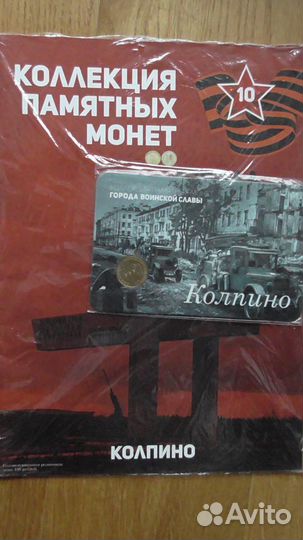 КОЛЛЕКЦИЯ
ПАМЯТНЫХ
МОНЕТ
10
ГОРОДА ВОИНСКОЙ СЛАВЫ
Колпино
КОЛПИНО
Avito